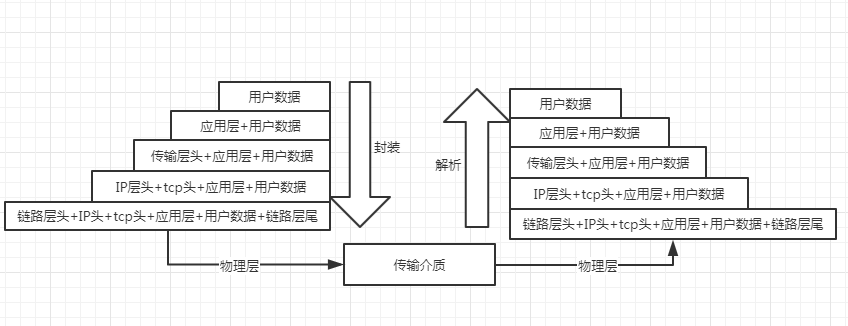 用户数据
应用层+用户数据
传输层头+应用层+用户数据
IP层头+tcp头+应用层+用户数据
链路层头+IP头+tcp头+应用层+用户数据+链路层尾
封装
物理层
传输介质
物理层
解析
用户数据
应用层+用户数据
传输层头+应用层+用户数据
IP层头+tcp头+应用层+用户数据
链路层头+IP头+tcp头+应用层+用户数据+链路层尾